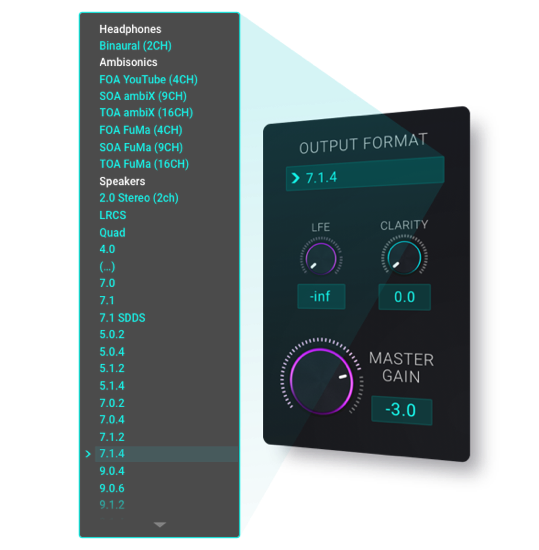 Headphones
Binaural (2CH)
Ambisonics
FOA YouTube (4CH)
SOA ambiX (9CH)
TOA ambiX (16CH)
FOA FuMa (4CH)
SOA FuMa (9CH)
TOA FuMa (16CH)
Speakers
2.0 Stereo (2ch)
LRCS
Quad
4.0
(...)
7.0
7.1
7.1 SDDS
5.0.2
5.0.4
5.1.2
5.1.4
7.0.2
7.0.4
7.1.2
7.1.4
9.0.4
9.0.6
9.1.2
OUTPUT FORMAT
7.1.4
LFE
CLARITY
-inf
0.0
MASTER
GAIN
-3.0